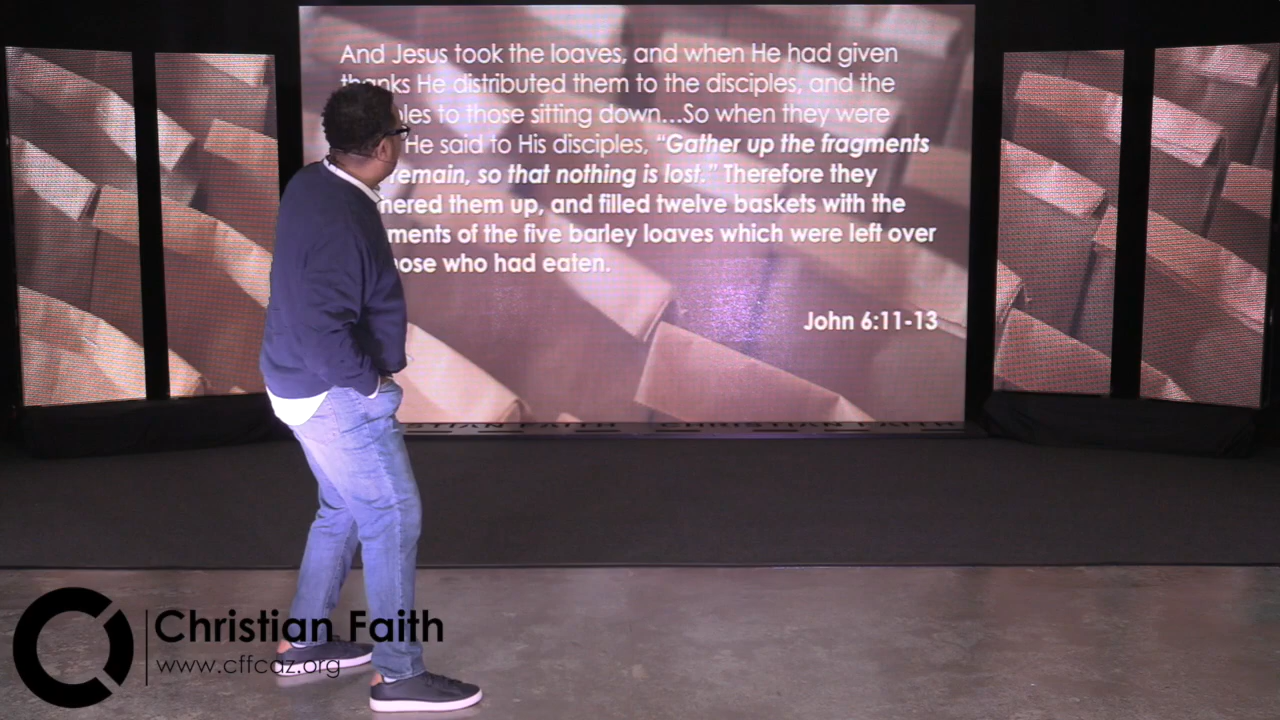 And Jesus took the loaves, and when He had given
He distributed them to the disciples, and the
to those sitting down...So when they were
He said to His disciples, “Gather up the fragments
remain, so that nothing is lost.” Therefore they
them up, and filled twelve baskets with the
of the five barley loaves which were left over
who had eaten.
John 6:11-13
CHRISTIAN FAITH
Christian Faith
www.cffcaz.org